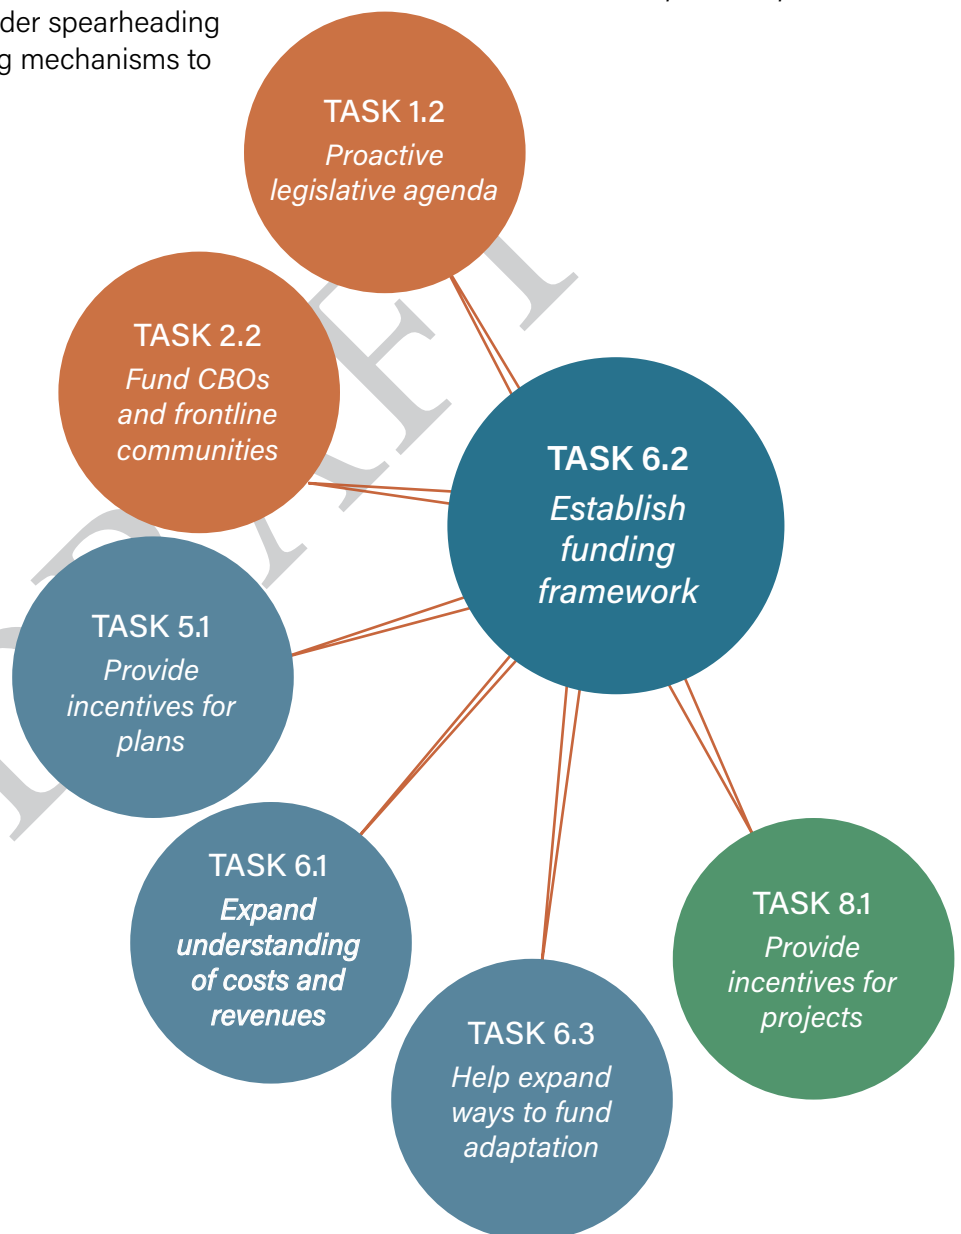 der spearheading
g mechanisms to
TASK 1.2
Proactive
legislative agenda
TASK 2.2
Fund CBOs
and frontline
communities
TASK 6.2
Establish
funding
framework
TASK 5.1
Provide
incentives for
plans
TASK 6.1
Expand
understanding
of costs and
revenues
TASK 8.1
Provide
incentives for
projects
TASK 6.3
Help expand
ways to fund
adaptation
DRAFT